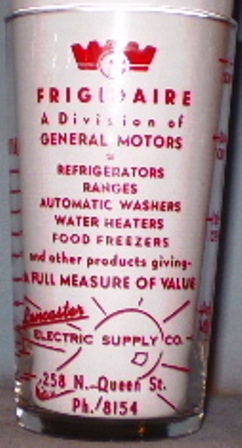 FRIGIDAIRE
A Division of
GENERAL MOTORS
REFRIGERATORS
RANGES
AUTOMATIC WASHERS
WATER HEATERS
FOOD FREEZERS
and other products giving-
A FULL MEASURE OF VALUE
Lancaster
ELECTRIC SUPPLY CO.
258 N. Queen St.
Ph./8154